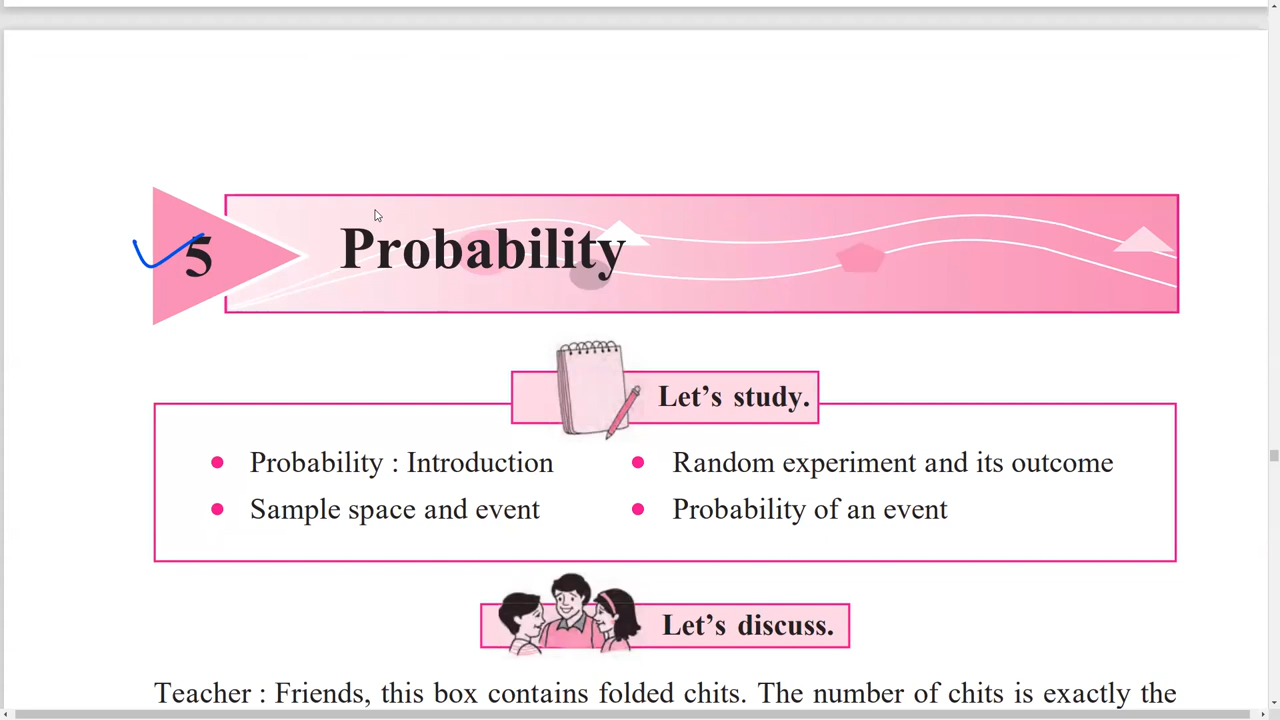 5 Probability
Let's study.
• Probability : Introduction • Random experiment and its outcome
• Sample space and event • Probability of an event
Let's discuss.
Teacher : Friends, this box contains folded chits. The number of chits is exactly the